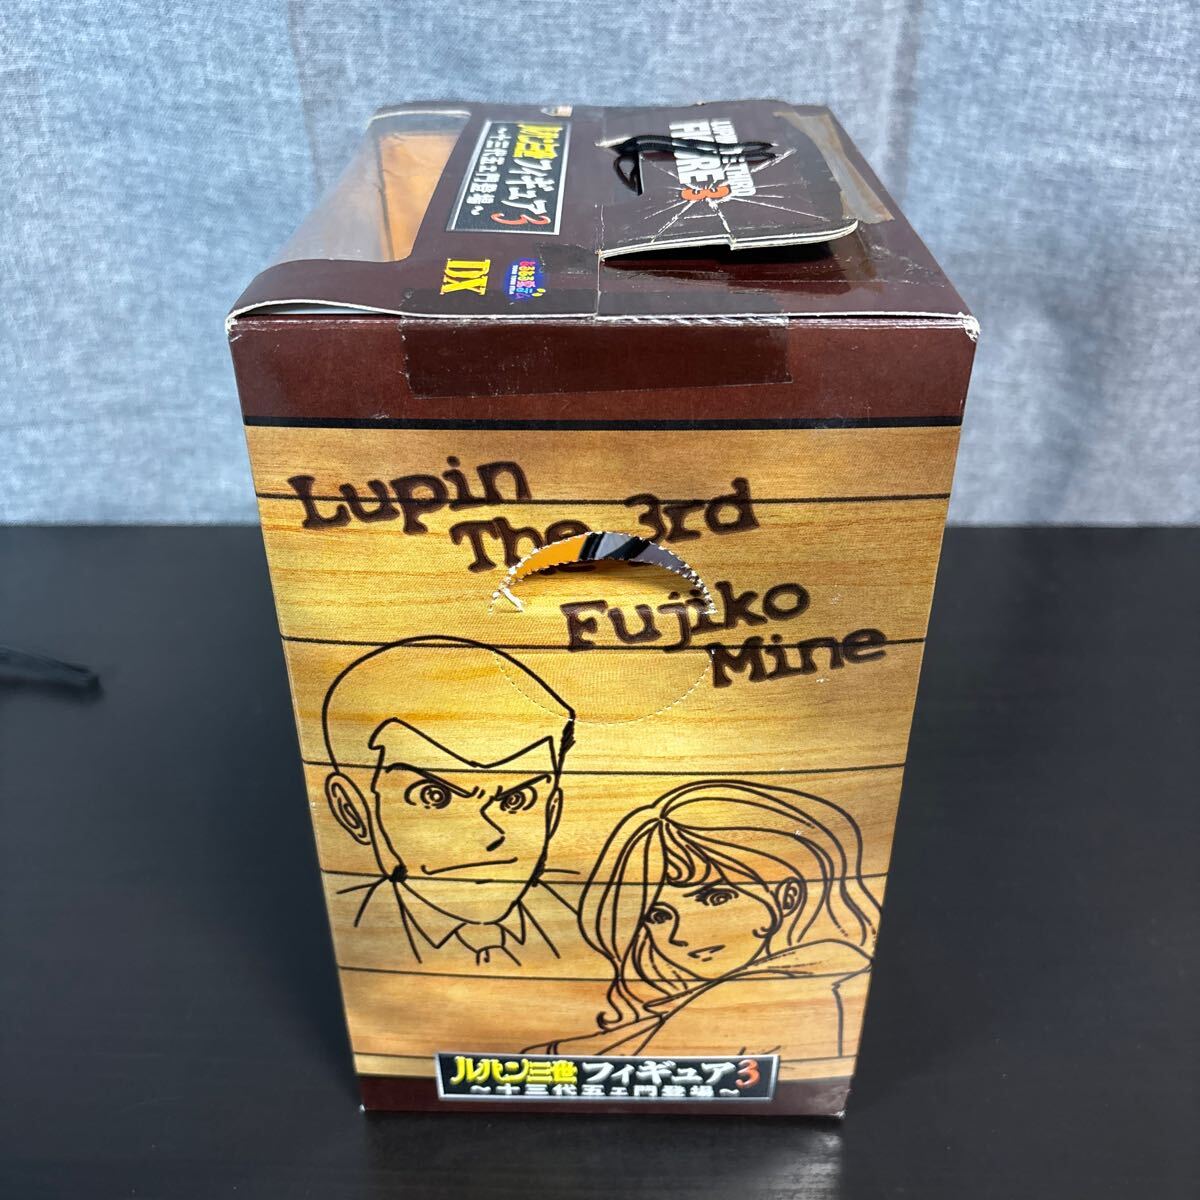 ルパン三世フィギュア3
～十三代五ェ門登場～
DX
LUPIN THE THIRD
FIGURE 3
Lupin
The 3rd
Fujiko
Mine
ルパン三世フィギュア3
～十三代五ェ門登場～